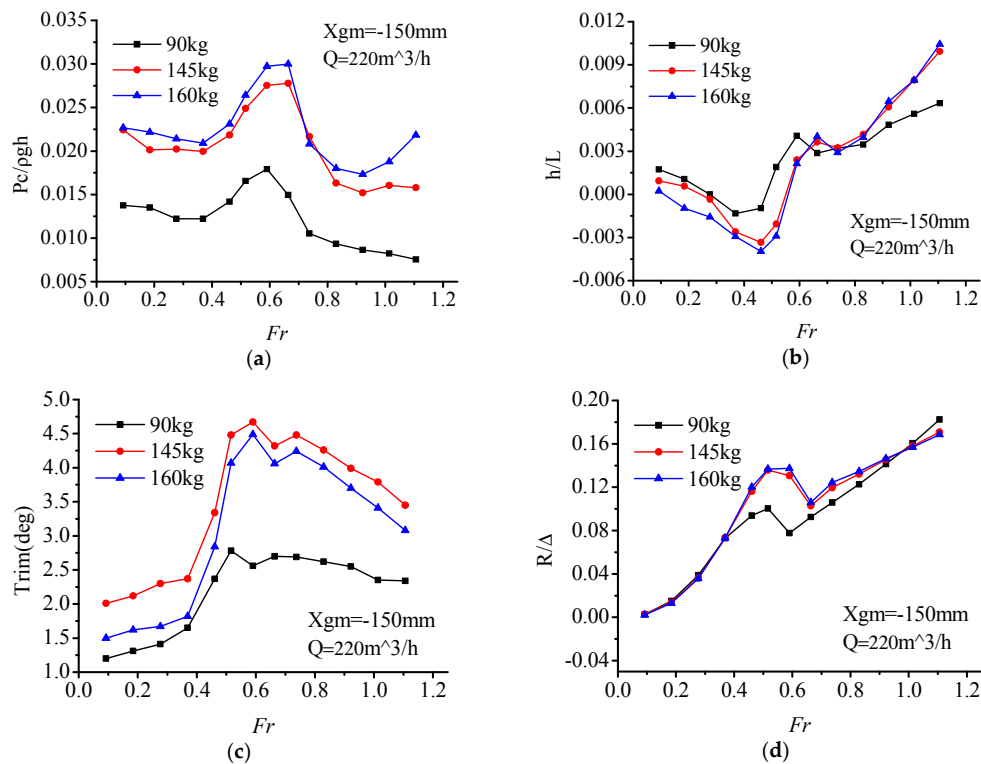 0.035
0.030
0.025
0.020
0.015
0.010
0.005
Pc/ρgh
90kg
145kg
160kg
Xgm=-150mm
Q=220m^3/h
0.0 0.2 0.4 0.6 0.8 1.0 1.2
Fr
(a)
0.012
0.009
0.006
0.003
0.000
-0.003
-0.006
h/L
90kg
145kg
160kg
Xgm=-150mm
Q=220m^3/h
0.0 0.2 0.4 0.6 0.8 1.0 1.2
Fr
(b)
5.0
4.5
4.0
3.5
3.0
2.5
2.0
1.5
1.0
Trim(deg)
90kg
145kg
160kg
Xgm=-150mm
Q=220m^3/h
0.0 0.2 0.4 0.6 0.8 1.0 1.2
Fr
(c)
0.20
0.16
0.12
0.08
0.04
0.00
-0.04
R/Δ
90kg
145kg
160kg
Xgm=-150mm
Q=220m^3/h
0.0 0.2 0.4 0.6 0.8 1.0 1.2
Fr
(d)